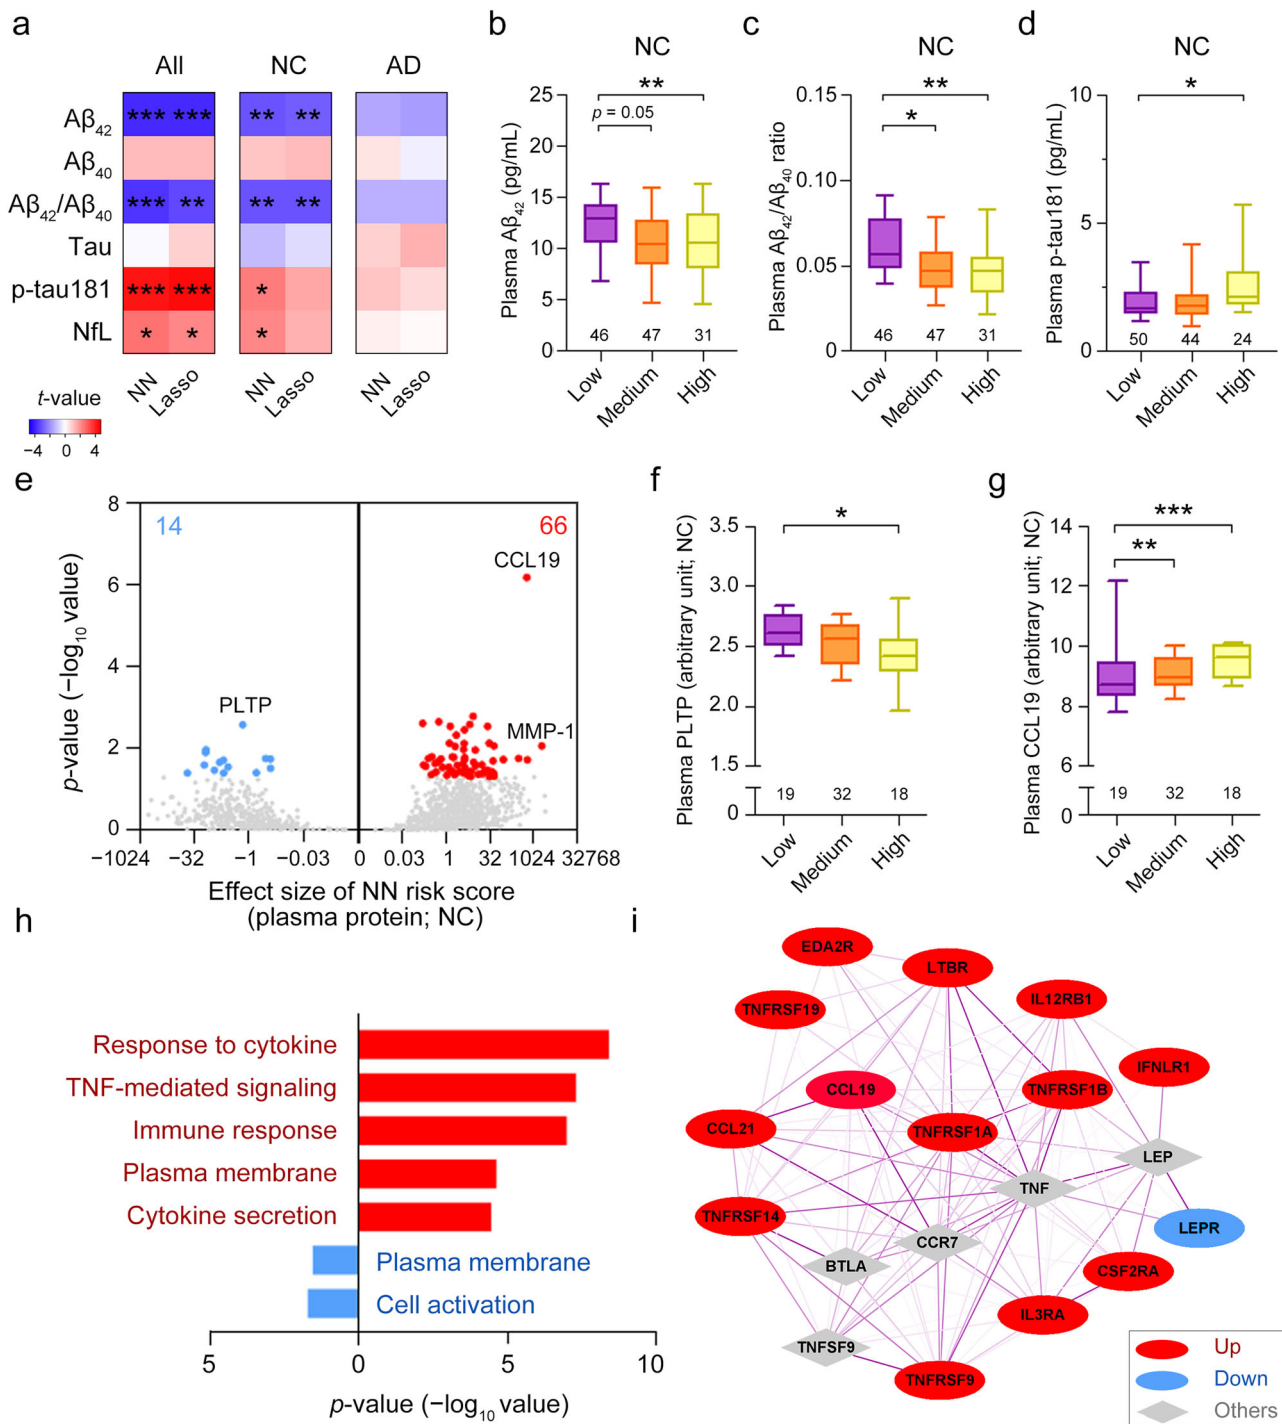 a
All NC AD
Aβ42 *** *** ** **
Aβ40
Aβ42/Aβ40 *** ** ** **
Tau
p-tau181 *** *** *
NfL * * *
NN Lasso NN Lasso NN Lasso
t-value
−4 0 4
b
NC
**
p = 0.05
Plasma Aβ42 (pg/mL)
25
20
15
10
5
0
46 47 31
Low Medium High
c
NC
**
*
Plasma Aβ42/Aβ40 ratio
0.15
0.10
0.05
0
46 47 31
Low Medium High
d
NC
*
Plasma p-tau181 (pg/mL)
10
5
0
50 44 24
Low Medium High
e
14 66
CCL19
PLTP
MMP-1
p-value (−log10 value)
8
6
4
2
0
−1024 −32 −1 −0.03 0 0.03 1 32 1024 32768
Effect size of NN risk score
(plasma protein; NC)
f
*
Plasma PLTP (arbitrary unit; NC)
3.5
3.0
2.5
2.0
1.5
0
19 32 18
Low Medium High
g
***
**
Plasma CCL19 (arbitrary unit; NC)
14
12
10
8
6
0
19 32 18
Low Medium High
h
Response to cytokine
TNF-mediated signaling
Immune response
Plasma membrane
Cytokine secretion
Plasma membrane
Cell activation
5 0 5 10
p-value (−log10 value)
i
EDA2R
LTBR
IL12RB1
TNFRSF19
IFNLR1
CCL19
TNFRSF1B
CCL21
TNFRSF1A
LEP
TNF
TNFRSF14
LEPR
CCR7
BTLA
CSF2RA
IL3RA
TNFSF9
TNFRSF9
Up
Down
Others